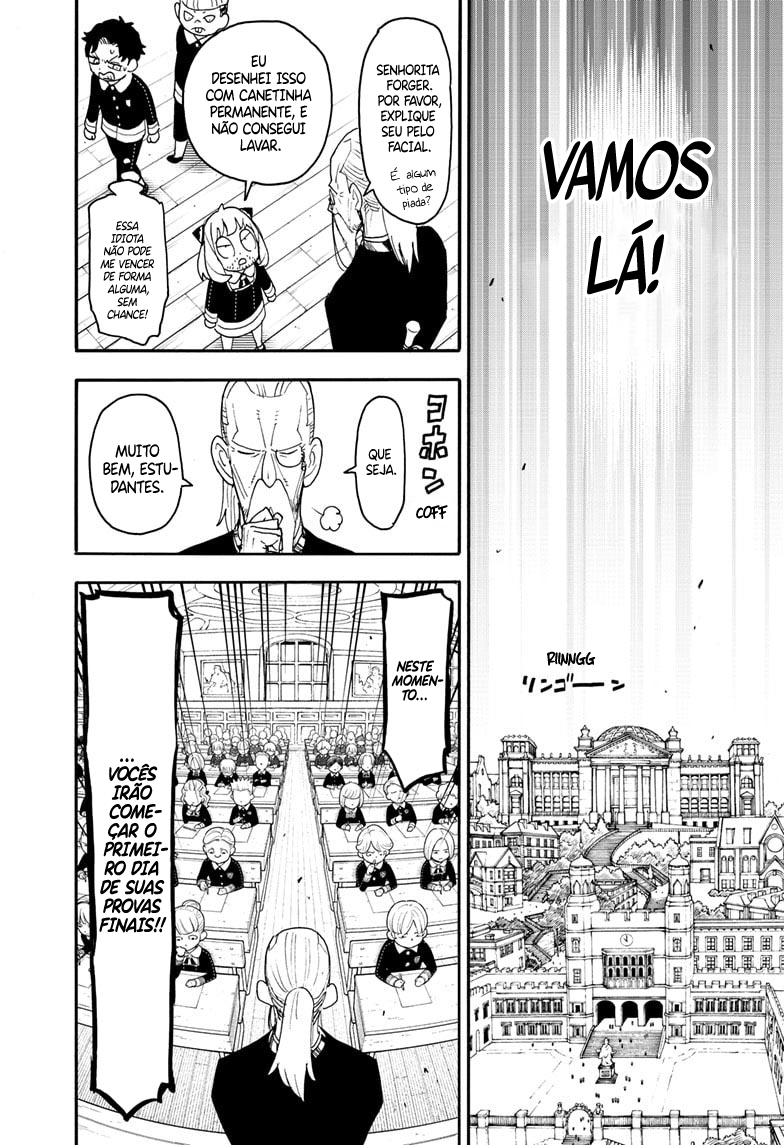 VAMOS
LÁ!
RIINNGG
リンゴーーン
SENHORITA
FORGER.
POR FAVOR,
EXPLIQUE
SEU PELO
FACIAL.
É algum
tipo de
piada?
EU
DESENHEI ISSO
COM CANETINHA
PERMANENTE, E
NÃO CONSEGUI
LAVAR.
ESSA
IDIOTA
NÃO PODE
ME VENCER
DE FORMA
ALGUMA,
SEM
CHANCE!
ヨホン
COFF
QUE
SEJA.
MUITO
BEM, ESTU-
DANTES.
NESTE
MOMEN-
TO...
...
VOCÊS
IRÃO
COME-
ÇAR O
PRIMEI-
RO DIA
DE SUAS
PROVAS
FINAIS!!